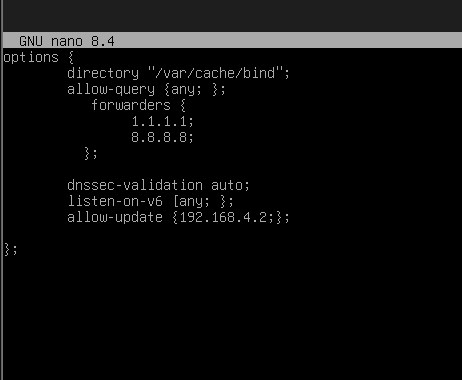 GNU nano 8.4
options {
directory "/var/cache/bind";
allow-query {any; };
forwarders {
1.1.1.1;
8.8.8.8;
};
dnssec-validation auto;
listen-on-v6 [any; };
allow-update {192.168.4.2;};
};